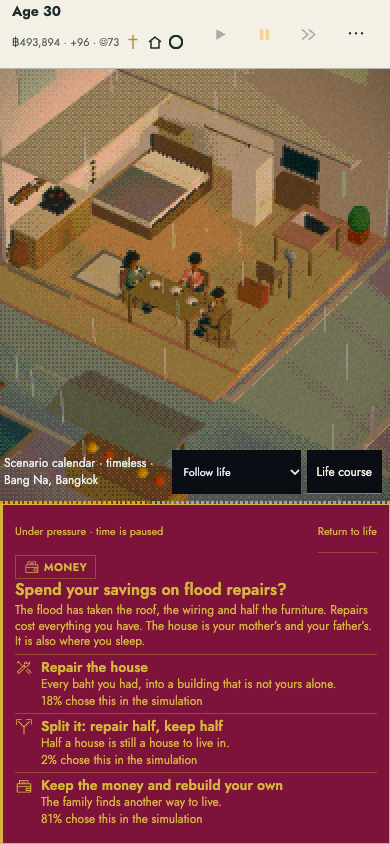 Age 30
฿493,894 · +96 · ☺73
Scenario calendar · timeless ·
Bang Na, Bangkok
Follow life
Life course
Under pressure · time is paused
Return to life
MONEY
Spend your savings on flood repairs?
The flood has taken the roof, the wiring and half the furniture. Repairs
cost everything you have. The house is your mother’s and your father’s.
It is also where you sleep.
Repair the house
Every baht you had, into a building that is not yours alone.
18% chose this in the simulation
Split it: repair half, keep half
Half a house is still a house to live in.
2% chose this in the simulation
Keep the money and rebuild your own
The family finds another way to live.
81% chose this in the simulation